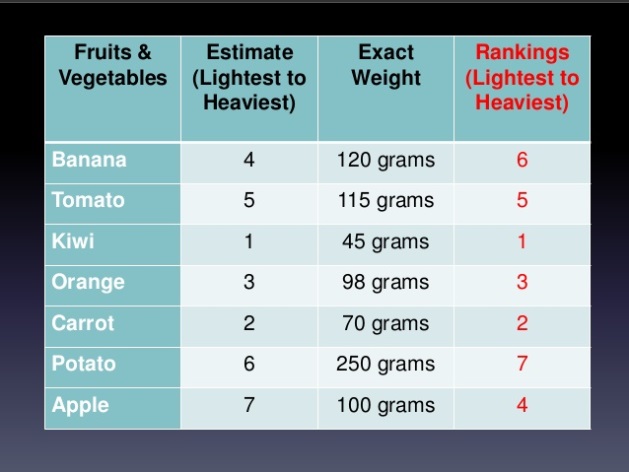 Fruits & Vegetables Estimate (Lightest to Heaviest) Exact Weight Rankings (Lightest to Heaviest)
Banana 4 120 grams 6
Tomato 5 115 grams 5
Kiwi 1 45 grams 1
Orange 3 98 grams 3
Carrot 2 70 grams 2
Potato 6 250 grams 7
Apple 7 100 grams 4